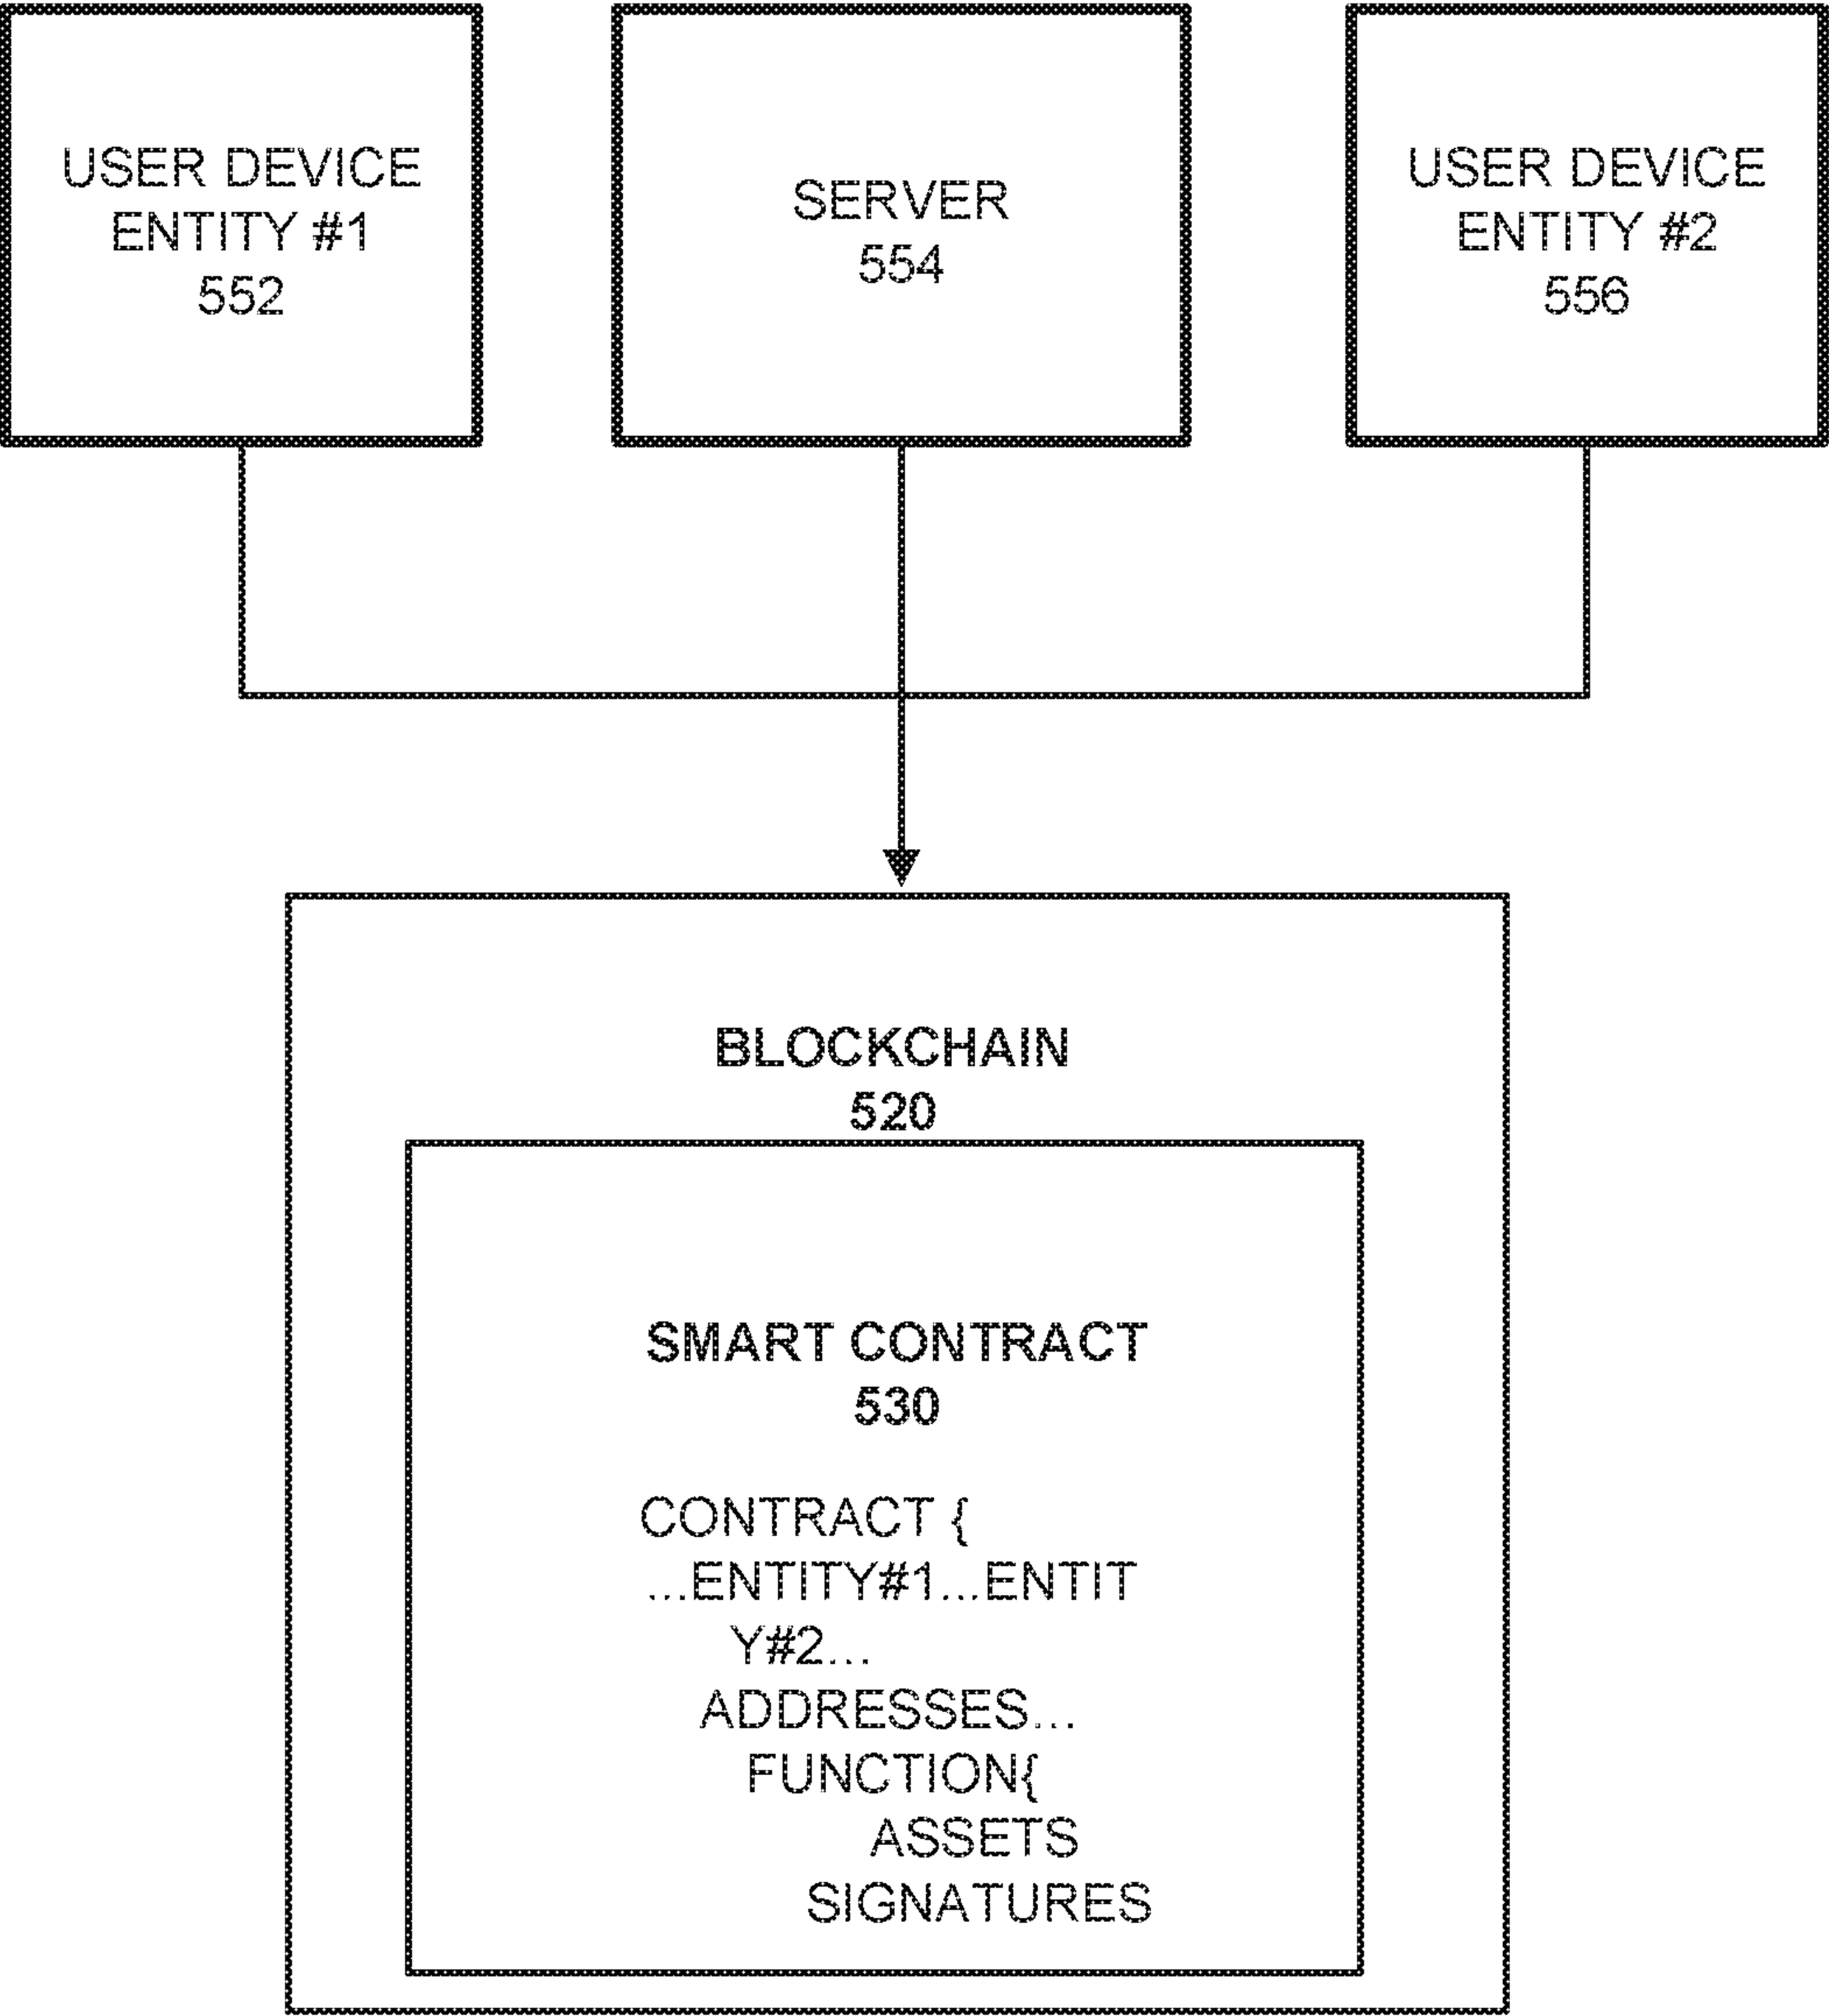 USER DEVICE
ENTITY #1
552
SERVER
554
USER DEVICE
ENTITY #2
556
BLOCKCHAIN
520
SMART CONTRACT
530
CONTRACT {
...ENTITY#1...ENTIT
Y#2...
ADDRESSES...
FUNCTION{
ASSETS
SIGNATURES